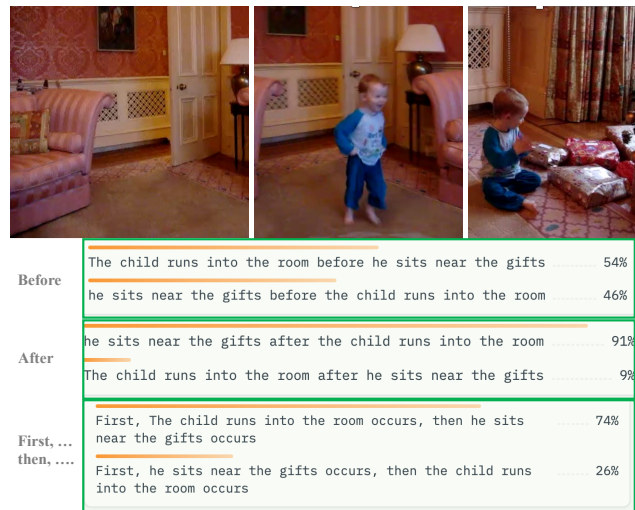 Before
The child runs into the room before he sits near the gifts 54%
he sits near the gifts before the child runs into the room 46%
After
he sits near the gifts after the child runs into the room 91%
The child runs into the room after he sits near the gifts 9%
First, ...
then, ....
First, The child runs into the room occurs, then he sits 74%
near the gifts occurs
First, he sits near the gifts occurs, then the child runs 26%
into the room occurs